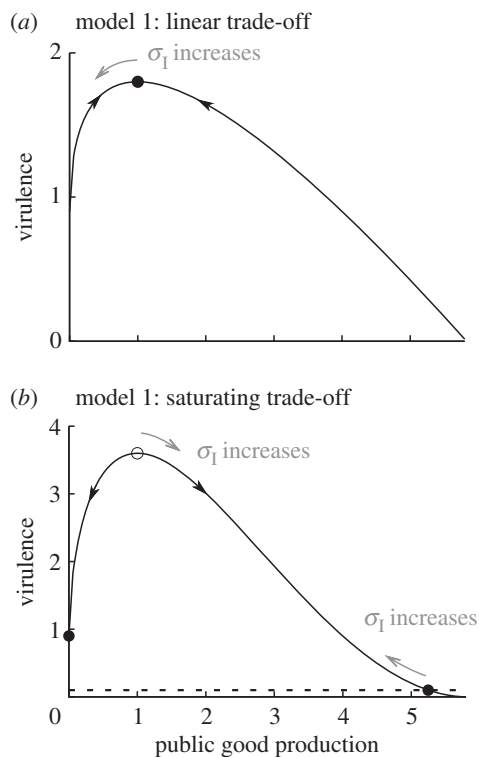 (a) model 1: linear trade-off
2
σI increases
1
virulence
0
(b) model 1: saturating trade-off
4
σI increases
3
2
virulence
σI increases
1
0 1 2 3 4 5
public good production